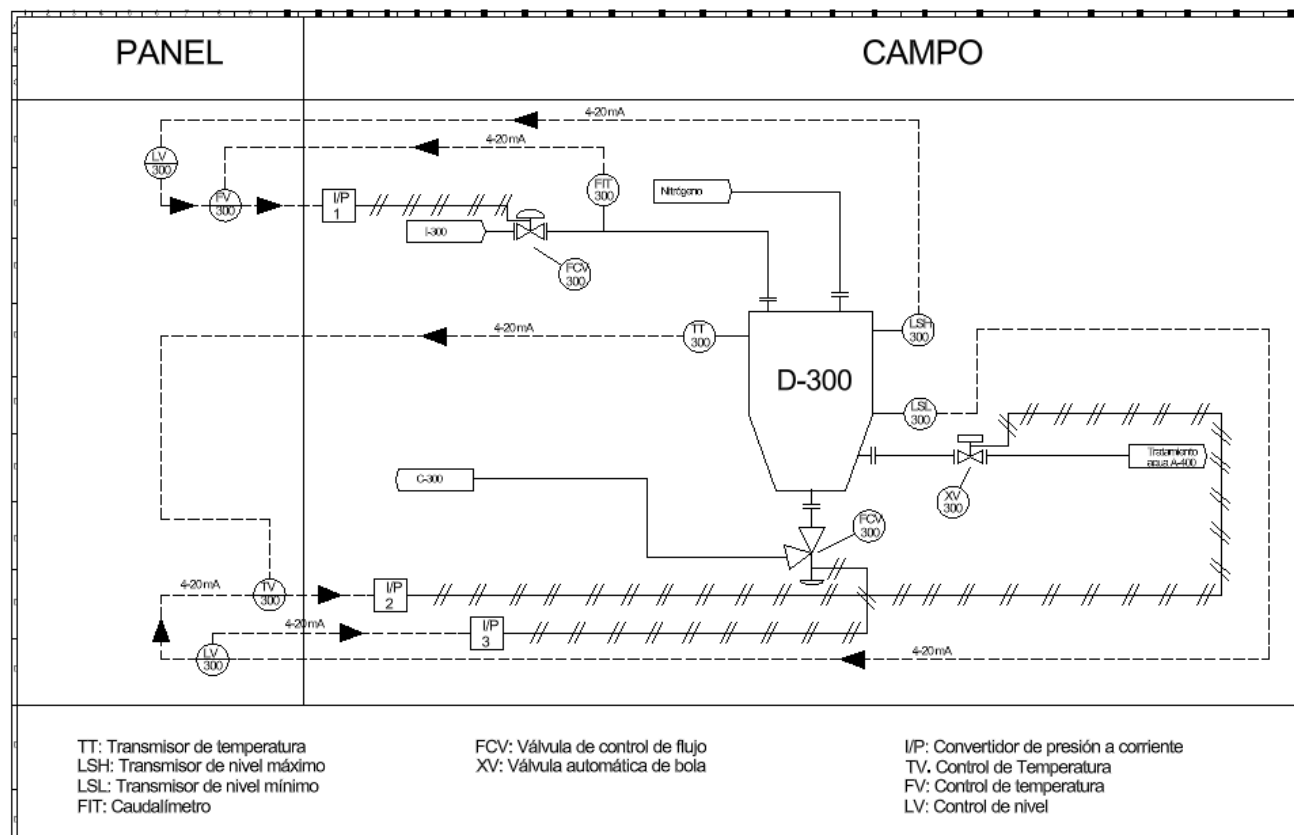 PANEL
CAMPO
4-20mA
4-20mA
LV
300
FV
300
I/P
1
FIT
300
Nitrógeno
I-300
FCV
300
4-20mA
TT
300
LSH
300
D-300
LSL
300
Tratamiento
agua A-400
C-300
XV
300
FCV
300
4-20mA
TV
300
I/P
2
4-20mA
I/P
3
LV
300
4-20mA
TT: Transmisor de temperatura
LSH: Transmisor de nivel máximo
LSL: Transmisor de nivel mínimo
FIT: Caudalímetro
FCV: Válvula de control de flujo
XV: Válvula automática de bola
I/P: Convertidor de presión a corriente
TV. Control de Temperatura
FV: Control de temperatura
LV: Control de nivel